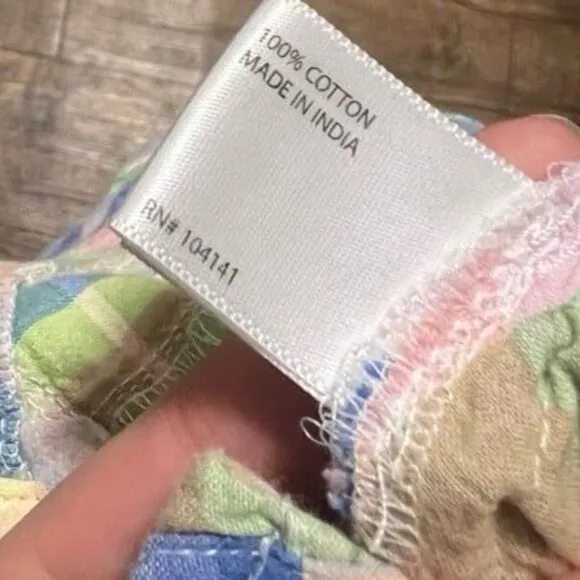 100% COTTON
MADE IN INDIA
RN# 104141